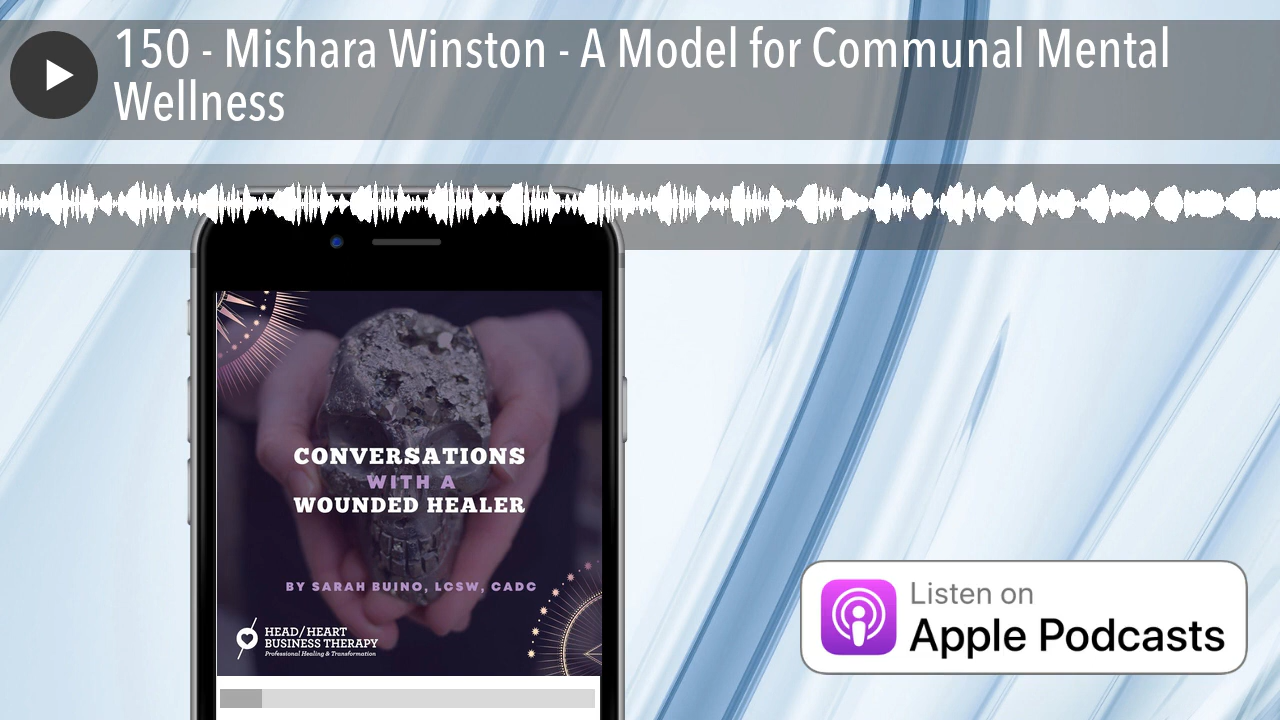 150 - Mishara Winston - A Model for Communal Mental
Wellness
CONVERSATIONS
WITH A
WOUNDED HEALER
BY SARAH BUINO, LCSW, CADC
HEAD/HEART
BUSINESS THERAPY
Professional Healing & Transformation
Listen on
Apple Podcasts